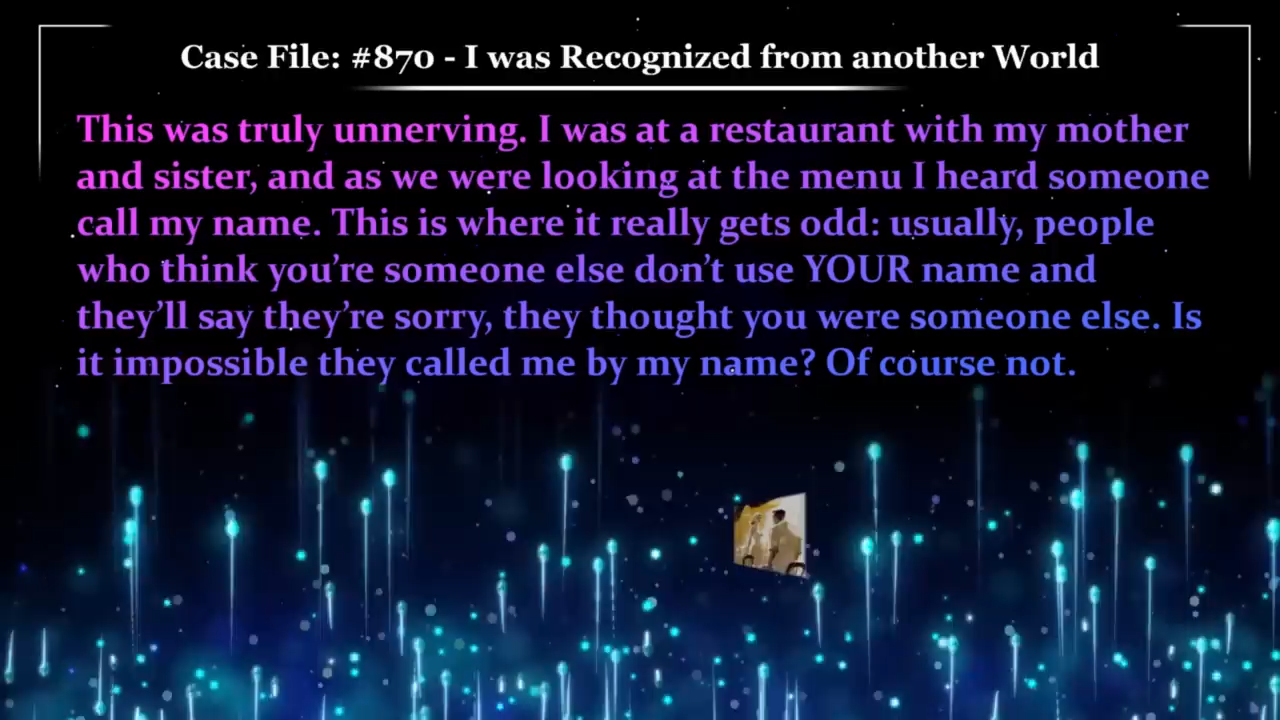 Case File: #870 - I was Recognized from another World
This was truly unnerving. I was at a restaurant with my mother
and sister, and as we were looking at the menu I heard someone
call my name. This is where it really gets odd: usually, people
who think you’re someone else don’t use YOUR name and
they’ll say they’re sorry, they thought you were someone else. Is
it impossible they called me by my name? Of course not.